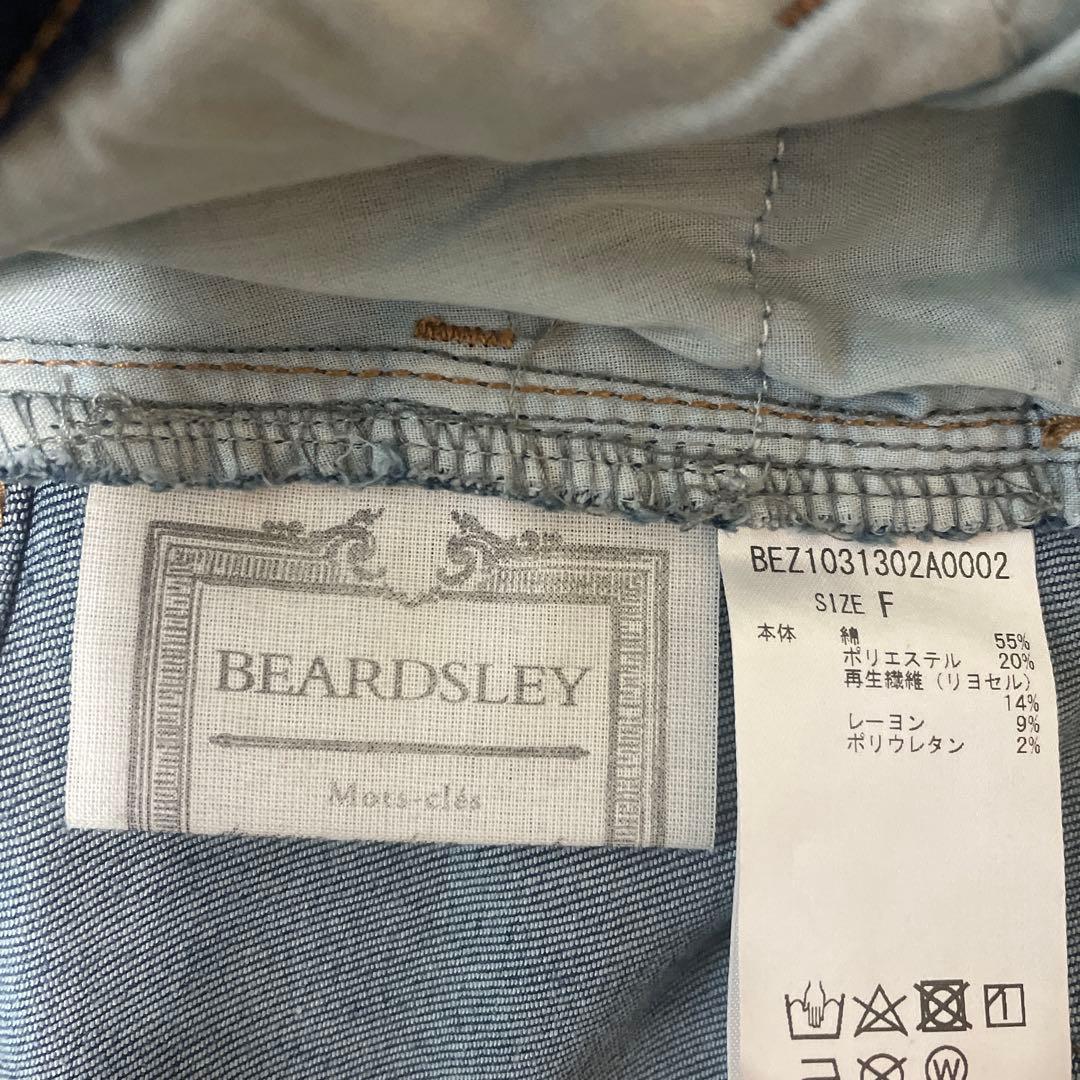 BEARDSLEY
Mots-clés
BEZ1031302A0002
SIZE F
本体 綿 55%
ポリエステル 20%
再生繊維(リヨセル)
14%
レーヨン 9%
ポリウレタン 2%
W